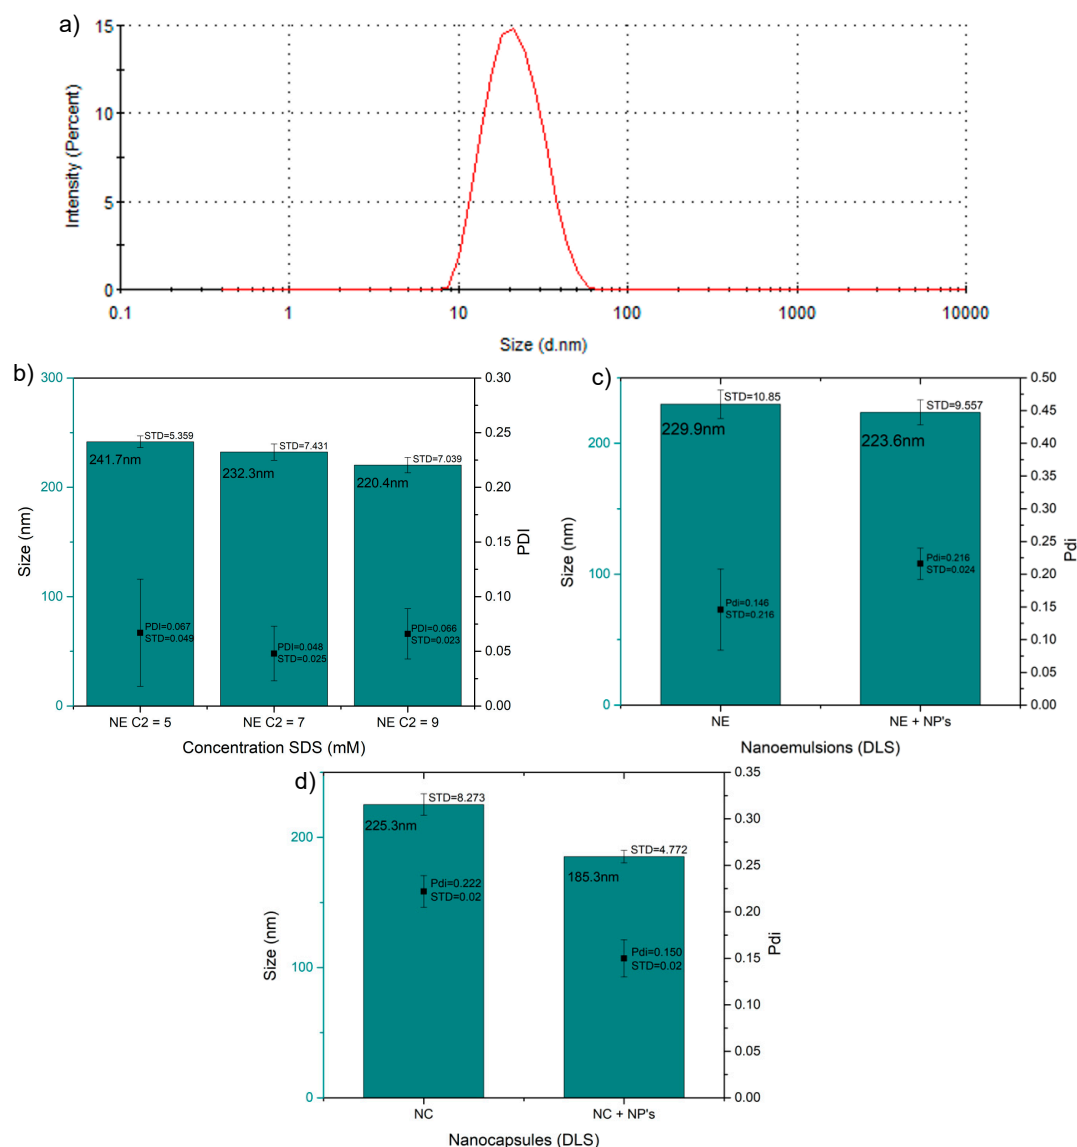 a)
15
10
5
0
Intensity (Percent)
0.1 1 10 100 1000 10000
Size (d.nm)
b)
300
200
100
0
Size (nm)
0.30
0.25
0.20
0.15
0.10
0.05
0.00
PDI
STD=5.359
241.7nm
PDI=0.067
STD=0.049
STD=7.431
232.3nm
PDI=0.048
STD=0.025
STD=7.039
220.4nm
PDI=0.066
STD=0.023
NE C2 = 5 NE C2 = 7 NE C2 = 9
Concentration SDS (mM)
c)
200
100
0
Size (nm)
0.50
0.45
0.40
0.35
0.30
0.25
0.20
0.15
0.10
0.05
0.00
Pdi
STD=10.85
229.9nm
Pdi=0.146
STD=0.216
STD=9.557
223.6nm
Pdi=0.216
STD=0.024
NE NE + NP's
Nanoemulsions (DLS)
d)
200
100
0
Size (nm)
0.35
0.30
0.25
0.20
0.15
0.10
0.05
0.00
Pdi
STD=8.273
225.3nm
Pdi=0.222
STD=0.02
STD=4.772
185.3nm
Pdi=0.150
STD=0.02
NC NC + NP's
Nanocapsules (DLS)